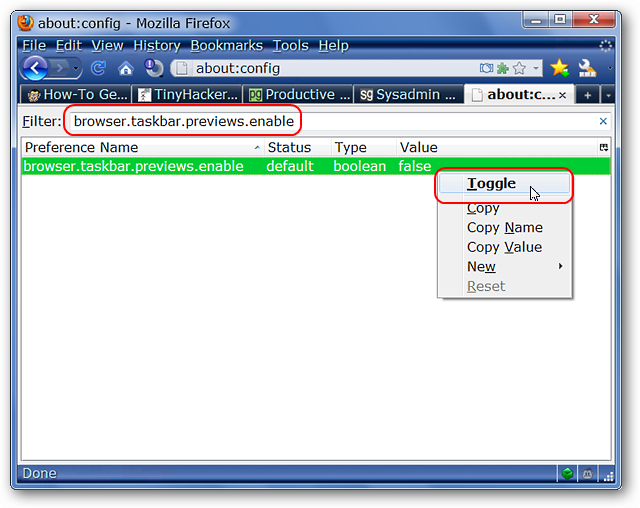 about:config - Mozilla Firefox
File Edit View History Bookmarks Tools Help
about:config
How-To Ge... TinyHacker... pg Productive ... sg Sysadmin ... about:c...
Filter: browser.taskbar.previews.enable
Preference Name Status Type Value
browser.taskbar.previews.enable default boolean false
Toggle
Copy
Copy Name
Copy Value
New
Reset
Done